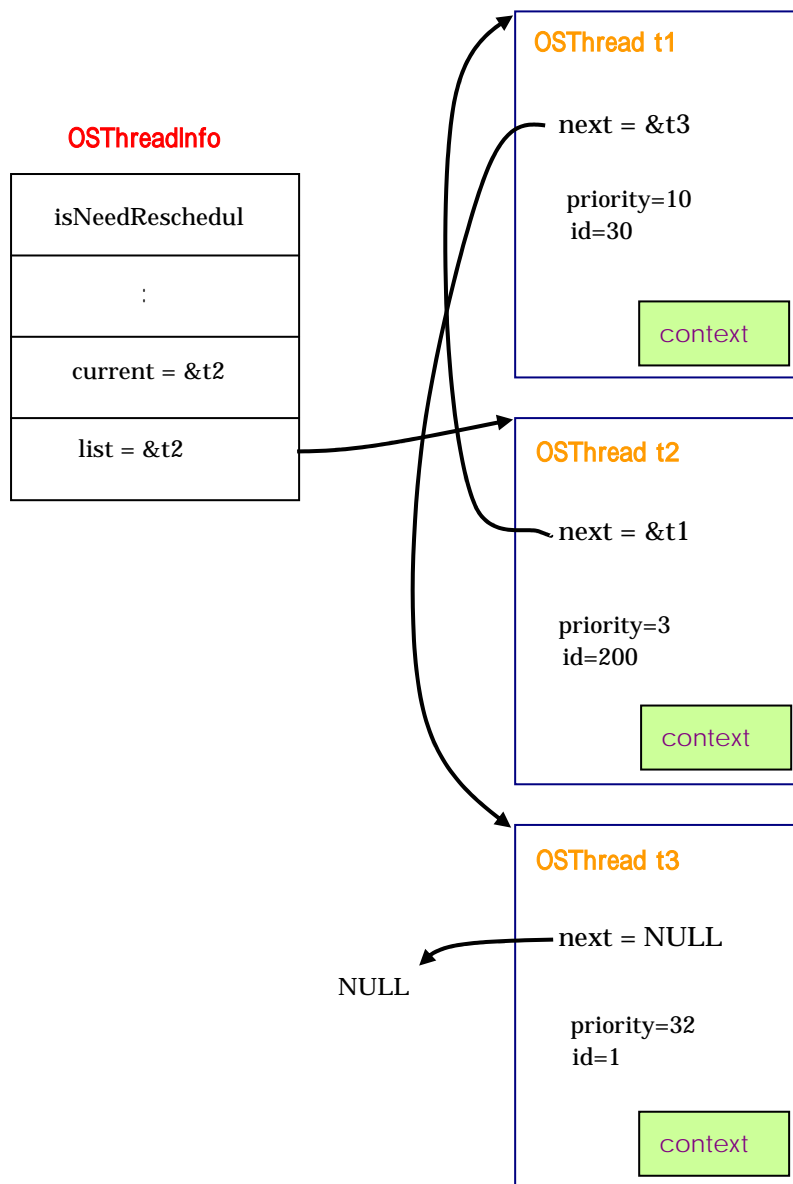 OSThreadInfo
isNeedReschedul
:
current = &t2
list = &t2
OSThread t1
next = &t3
priority=10
id=30
context
OSThread t2
next = &t1
priority=3
id=200
context
OSThread t3
next = NULL
NULL
priority=32
id=1
context